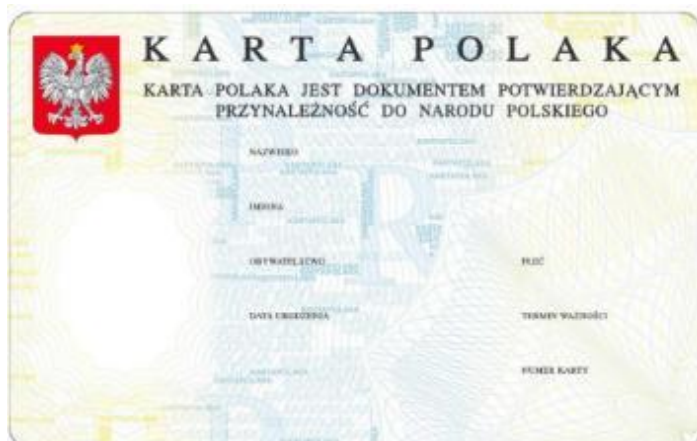 KARTA POLAKA
KARTA POLAKA JEST DOKUMENTEM POTWIERDZAJĄCYM
PRZYNALEŻNOŚĆ DO NARODU POLSKIEGO
NAZWISKO
IMIONA
OBYWATELSTWO
PŁEĆ
DATA URODZENIA
TERMIN WAŻNOŚCI
NUMER KARTY